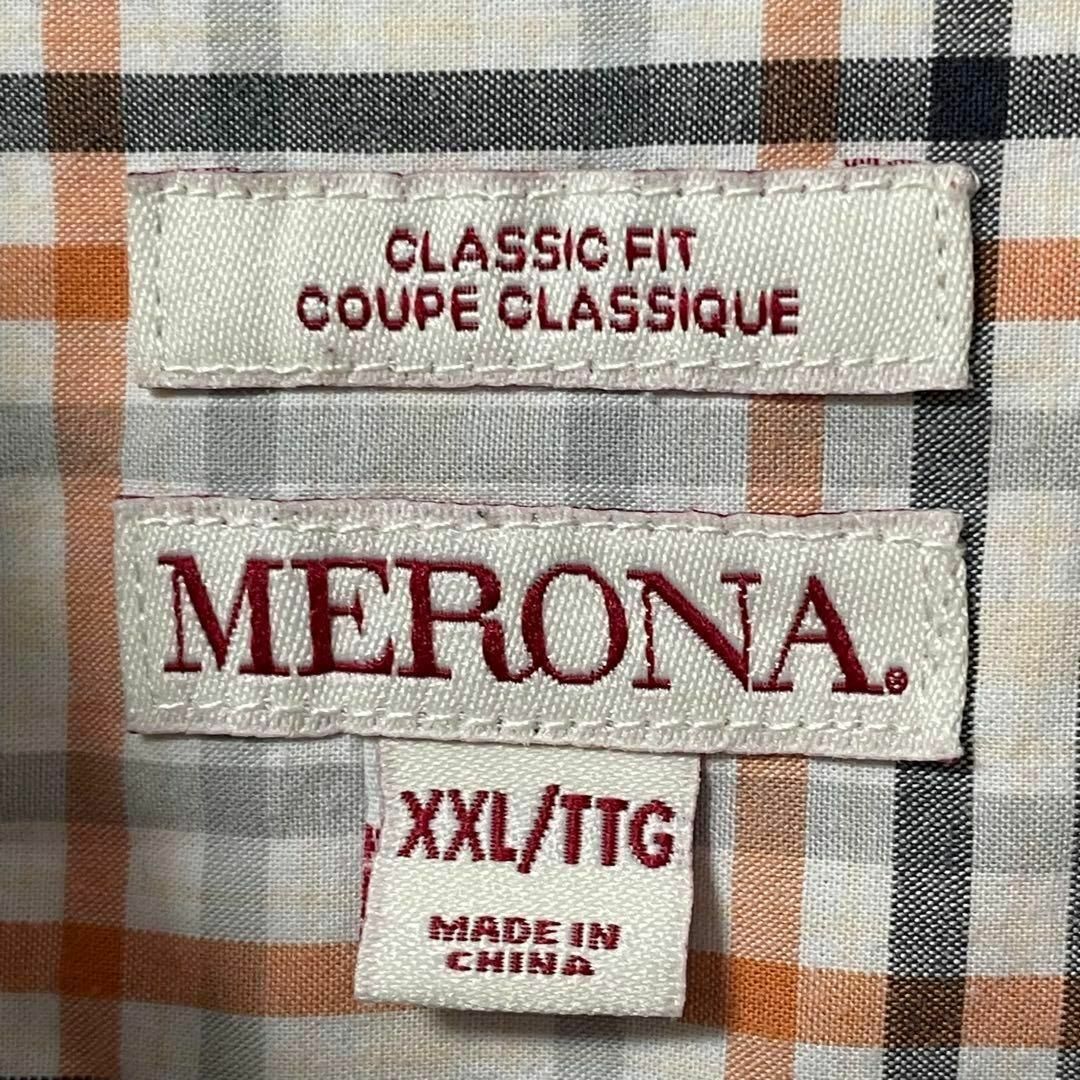 CLASSIC FIT
COUPE CLASSIQUE
MERONA®
XXL/TTG
MADE IN
CHINA